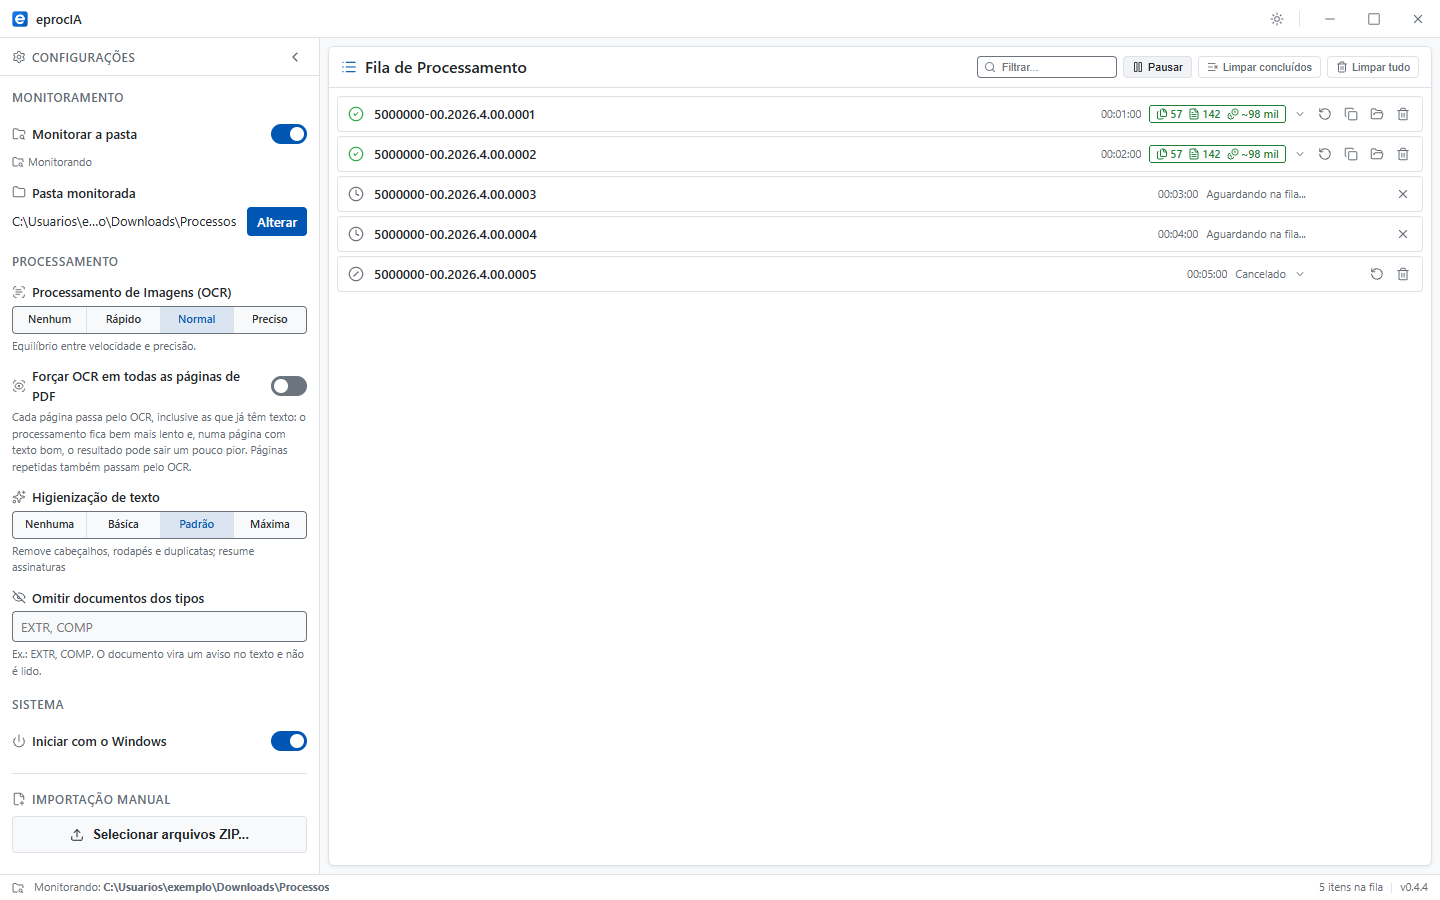 eprocIA
CONFIGURAÇÕES
MONITORAMENTO
Monitorar a pasta
Monitorando
Pasta monitorada
C:\Usuarios\e...o\Downloads\Processos
Alterar
PROCESSAMENTO
Processamento de Imagens (OCR)
Nenhum Rápido Normal Preciso
Equilíbrio entre velocidade e precisão.
Forçar OCR em todas as páginas de
PDF
Cada página passa pelo OCR, inclusive as que já têm texto: o
processamento fica bem mais lento e, numa página com
texto bom, o resultado pode sair um pouco pior. Páginas
repetidas também passam pelo OCR.
Higienização de texto
Nenhuma Básica Padrão Máxima
Remove cabeçalhos, rodapés e duplicatas; resume
assinaturas
Omitir documentos dos tipos
EXTR, COMP
Ex.: EXTR, COMP. O documento vira um aviso no texto e não
é lido.
SISTEMA
Iniciar com o Windows
IMPORTAÇÃO MANUAL
Selecionar arquivos ZIP...
Fila de Processamento
Filtrar...
Pausar
Limpar concluídos
Limpar tudo
5000000-00.2026.4.00.0001 00:01:00 57 142 ~98 mil
5000000-00.2026.4.00.0002 00:02:00 57 142 ~98 mil
5000000-00.2026.4.00.0003 00:03:00 Aguardando na fila...
5000000-00.2026.4.00.0004 00:04:00 Aguardando na fila...
5000000-00.2026.4.00.0005 00:05:00 Cancelado
Monitorando: C:\Usuarios\exemplo\Downloads\Processos
5 itens na fila v0.4.4